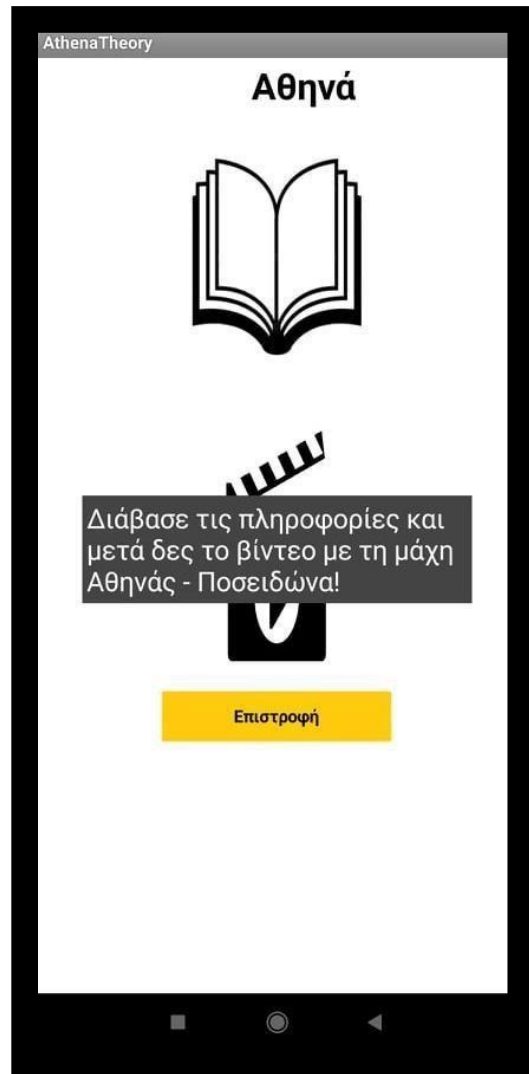 AthenaTheory
Αθηνά
Διάβασε τις πληροφορίες και
μετά δες το βίντεο με τη μάχη
Αθηνάς - Ποσειδώνα!
Επιστροφή